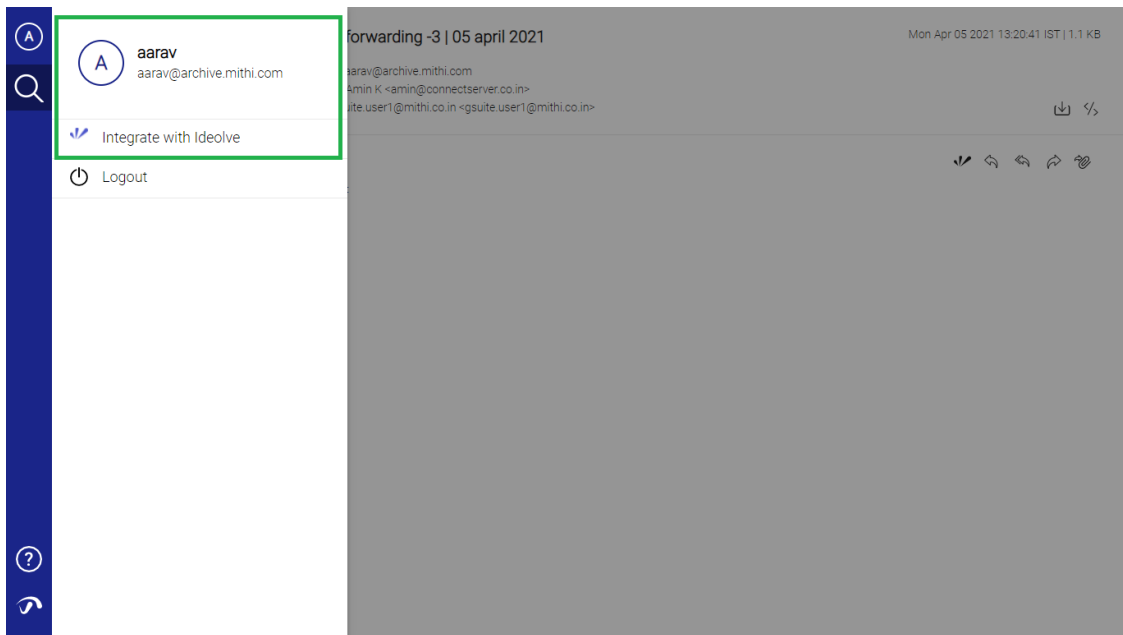 A
A
aarav
aarav@archive.mithi.com
Integrate with Ideolve
Logout
forwarding -3 | 05 april 2021
Mon Apr 05 2021 13:20:41 IST | 1.1 KB
aarav@archive.mithi.com
Amin K <amin@connectserver.co.in>
ite.user1@mithi.co.in <gsuite.user1@mithi.co.in>
?